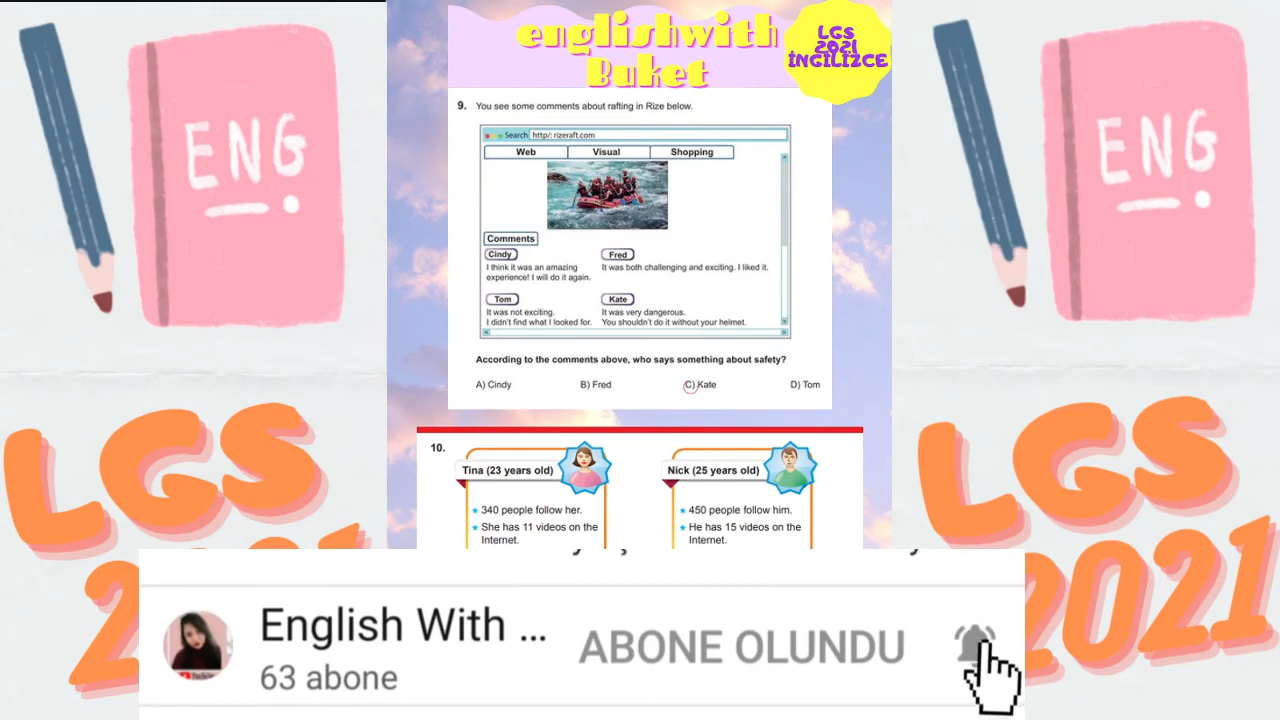 englishwith
Buket
LGS
2021
İNGİLİZCE
ENG
ENG
9. You see some comments about rafting in Rize below.
Search http/: rizeraft.com
Web Visual Shopping
Comments
Cindy
I think it was an amazing
experience! I will do it again.
Fred
It was both challenging and exciting. I liked it.
Tom
It was not exciting.
I didn't find what I looked for.
Kate
It was very dangerous.
You shouldn't do it without your helmet.
According to the comments above, who says something about safety?
A) Cindy B) Fred C) Kate D) Tom
10.
Tina (23 years old)
★ 340 people follow her.
★ She has 11 videos on the
Internet.
Nick (25 years old)
★ 450 people follow him.
★ He has 15 videos on the
Internet.
LGS
LGS
2021
English With ...
63 abone
ABONE OLUNDU